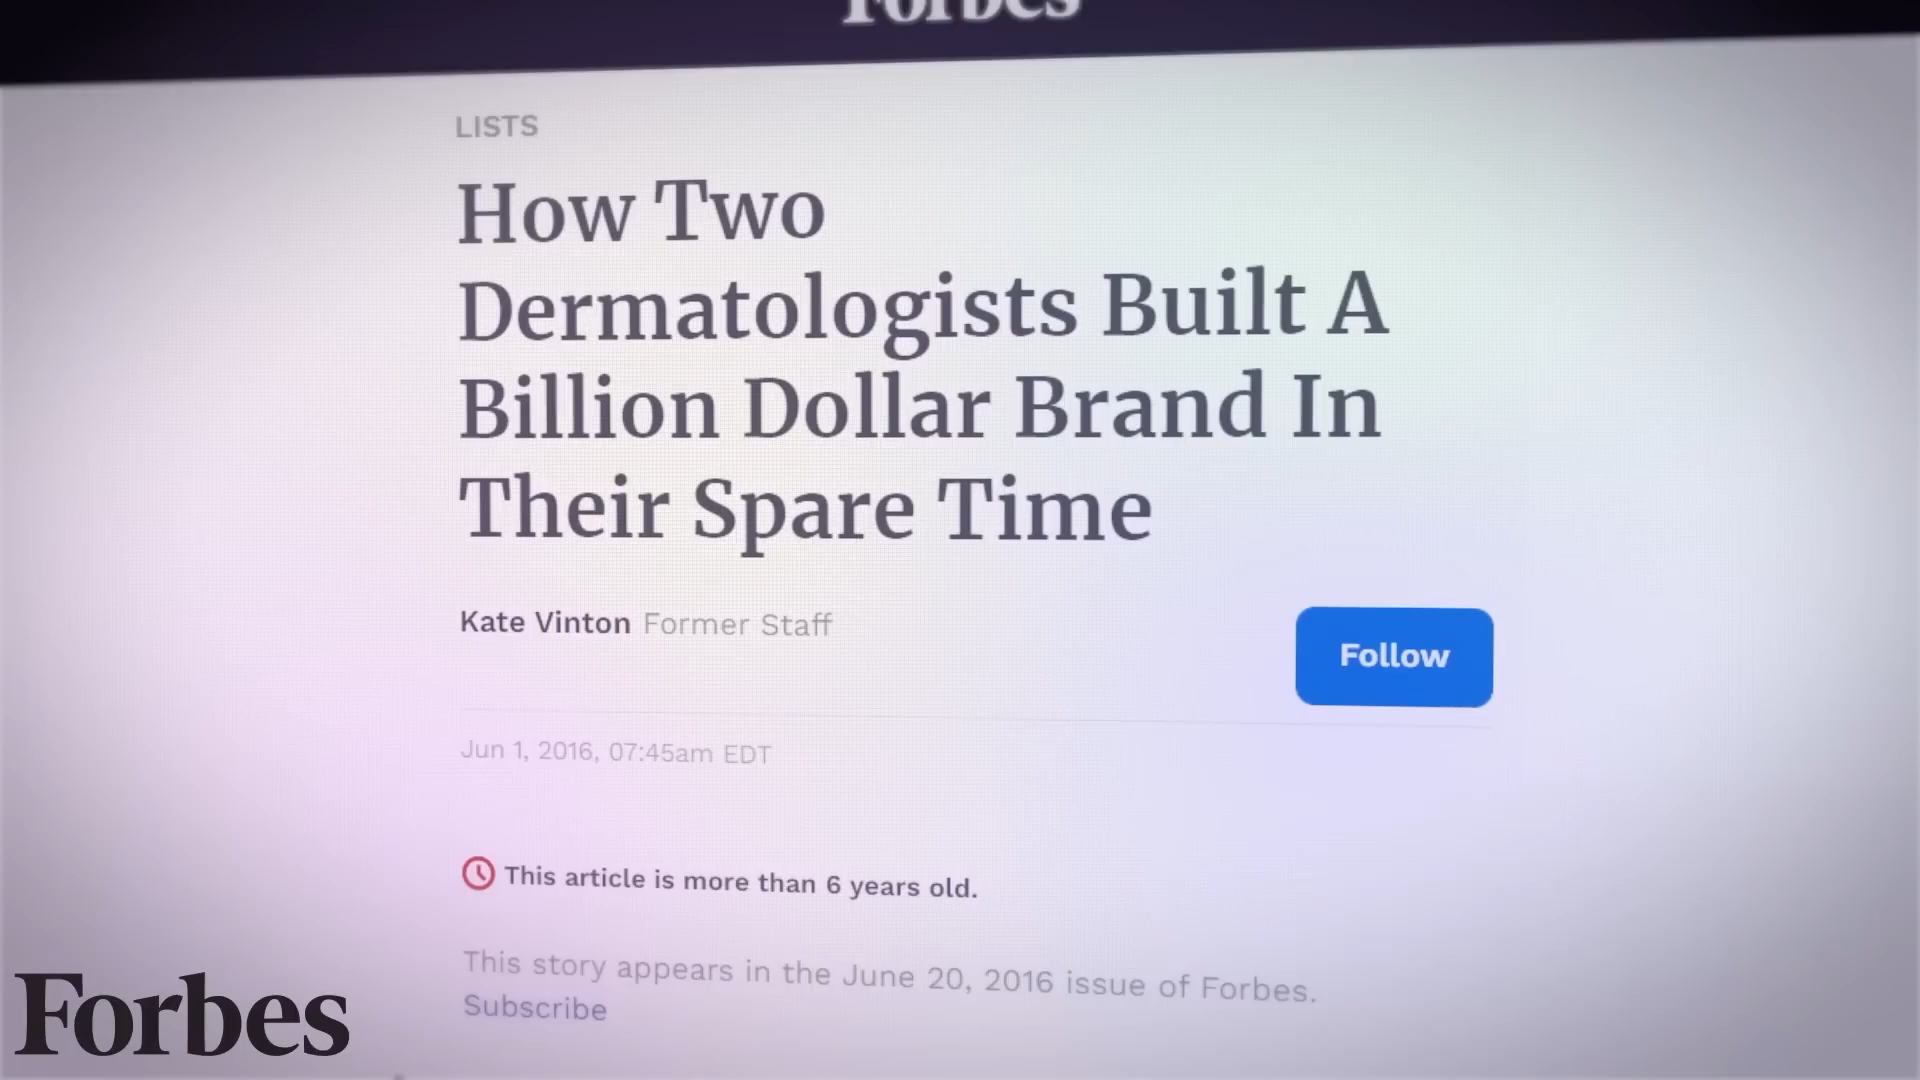 Forbes
LISTS
How Two
Dermatologists Built A
Billion Dollar Brand In
Their Spare Time
Kate Vinton Former Staff
Follow
Jun 1, 2016, 07:45am EDT
This article is more than 6 years old.
This story appears in the June 20, 2016 issue of Forbes.
Subscribe
Forbes